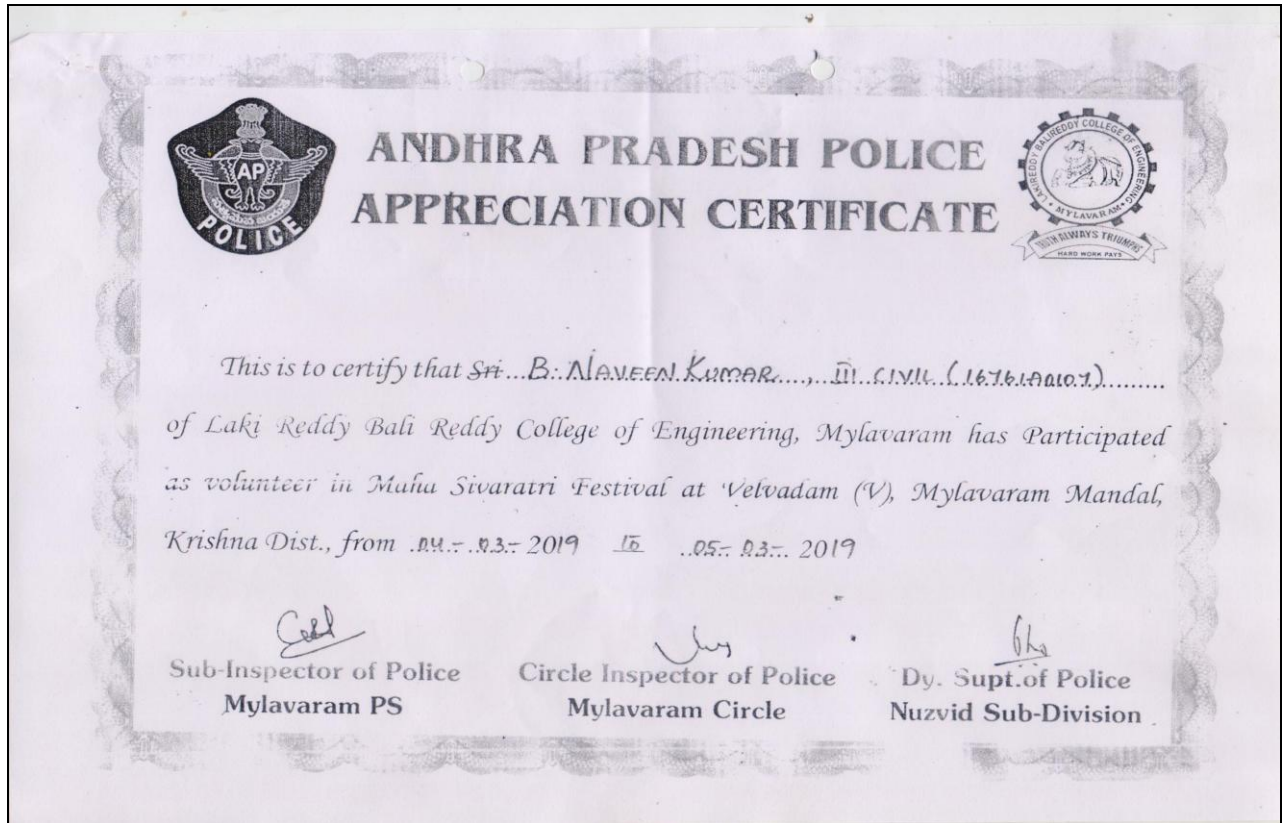 ANDHRA PRADESH POLICE
APPRECIATION CERTIFICATE
AP
POLICE
LAKIREDDY BALIREDDY COLLEGE OF ENGINEERING
MYLAVARAM
TRUTH ALWAYS TRIUMPHS
HARD WORK PAYS
This is to certify that Sri B. NAVEEN KUMAR, III CIVIL (16761A0107)
of Laki Reddy Bali Reddy College of Engineering, Mylavaram has Participated
as volunteer in Maha Sivaratri Festival at Velvadam (V), Mylavaram Mandal,
Krishna Dist., from 04-03-2019 to 05-03-2019
Sub-Inspector of Police
Mylavaram PS
Circle Inspector of Police
Mylavaram Circle
Dy. Supt.of Police
Nuzvid Sub-Division